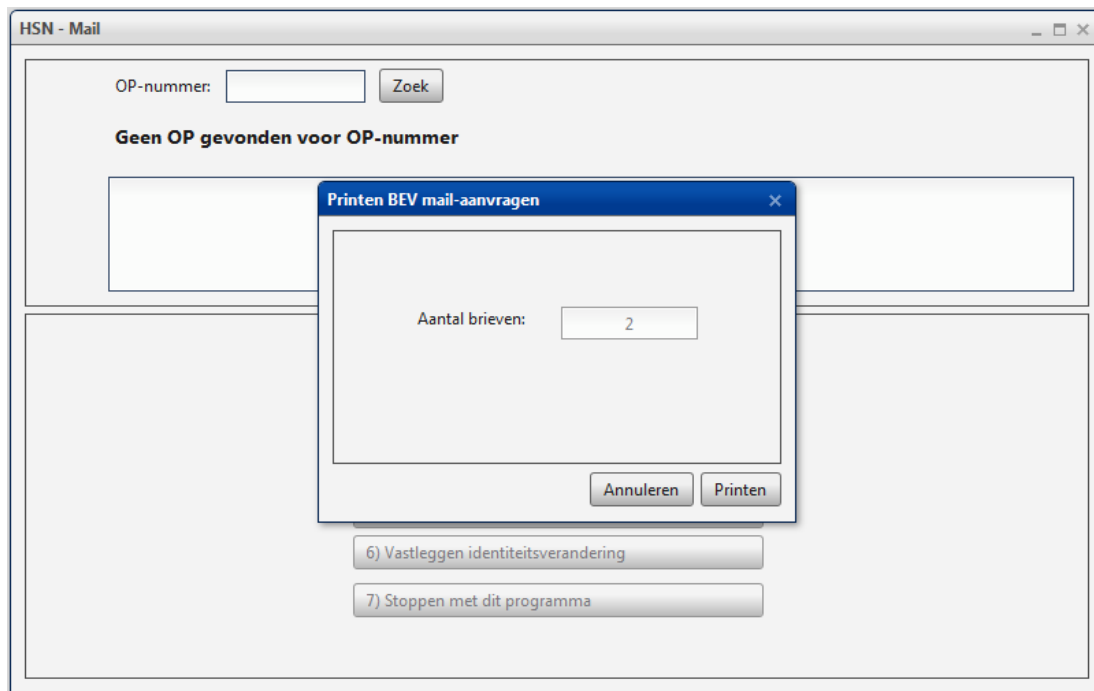 HSN - Mail
OP-nummer:
Zoek
Geen OP gevonden voor OP-nummer
Printen BEV mail-aanvragen
Aantal brieven:
2
Annuleren
Printen
6) Vastleggen identiteitsverandering
7) Stoppen met dit programma